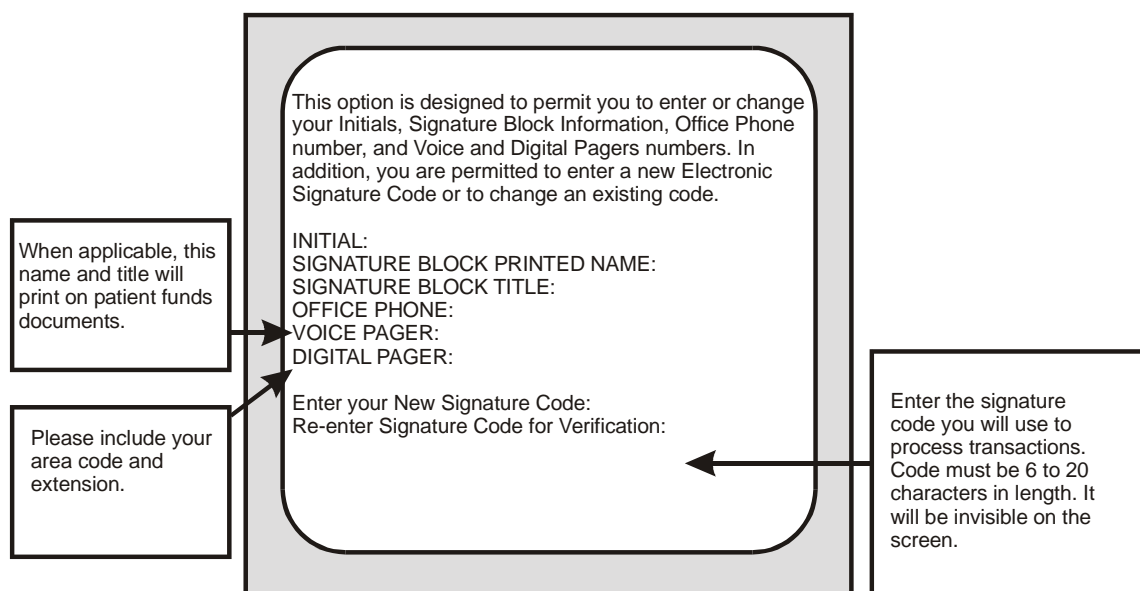 This option is designed to permit you to enter or change
your Initials, Signature Block Information, Office Phone
number, and Voice and Digital Pagers numbers. In
addition, you are permitted to enter a new Electronic
Signature Code or to change an existing code.
INITIAL:
SIGNATURE BLOCK PRINTED NAME:
SIGNATURE BLOCK TITLE:
OFFICE PHONE:
VOICE PAGER:
DIGITAL PAGER:
Enter your New Signature Code:
Re-enter Signature Code for Verification:
When applicable, this
name and title will
print on patient funds
documents.
Please include your
area code and
extension.
Enter the signature
code you will use to
process transactions.
Code must be 6 to 20
characters in length. It
will be invisible on the
screen.